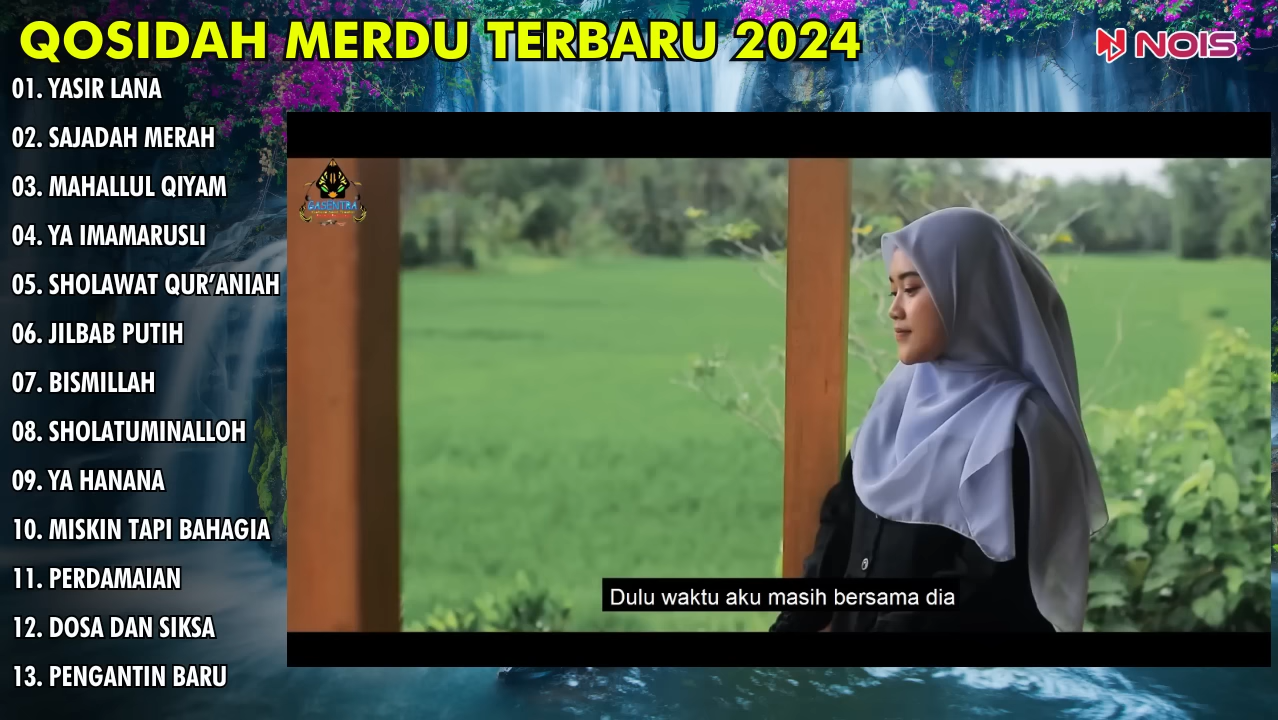 QOSIDAH MERDU TERBARU 2024
NOIS
01. YASIR LANA
02. SAJADAH MERAH
03. MAHALLUL QIYAM
04. YA IMAMARUSLI
05. SHOLAWAT QUR'ANIAH
06. JILBAB PUTIH
07. BISMILLAH
08. SHOLATUMINALLOH
09. YA HANANA
10. MISKIN TAPI BAHAGIA
11. PERDAMAIAN
12. DOSA DAN SIKSA
13. PENGANTIN BARU
GASENTRA
Dulu waktu aku masih bersama dia